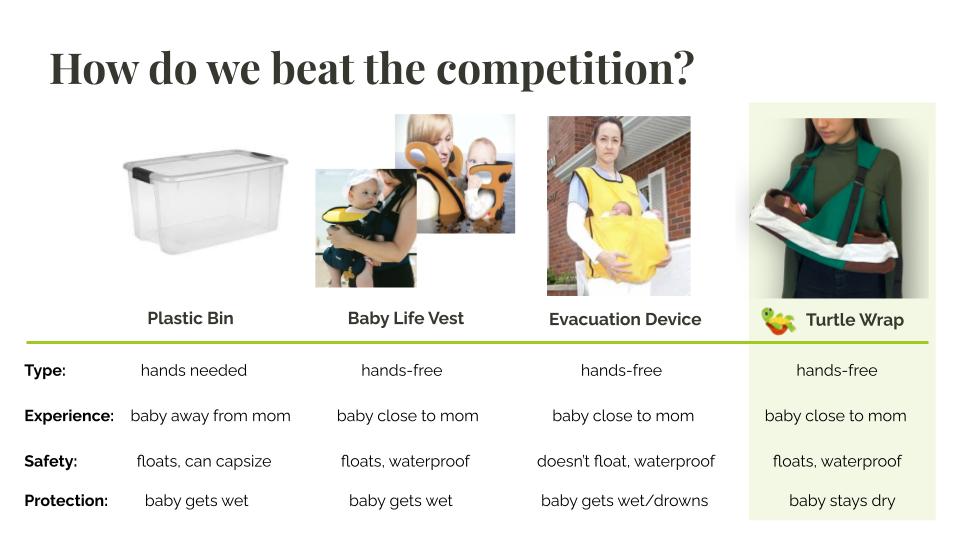 How do we beat the competition?
Plastic Bin Baby Life Vest Evacuation Device Turtle Wrap
Type: hands needed hands-free hands-free hands-free
Experience: baby away from mom baby close to mom baby close to mom baby close to mom
Safety: floats, can capsize floats, waterproof doesn't float, waterproof floats, waterproof
Protection: baby gets wet baby gets wet baby gets wet/drowns baby stays dry